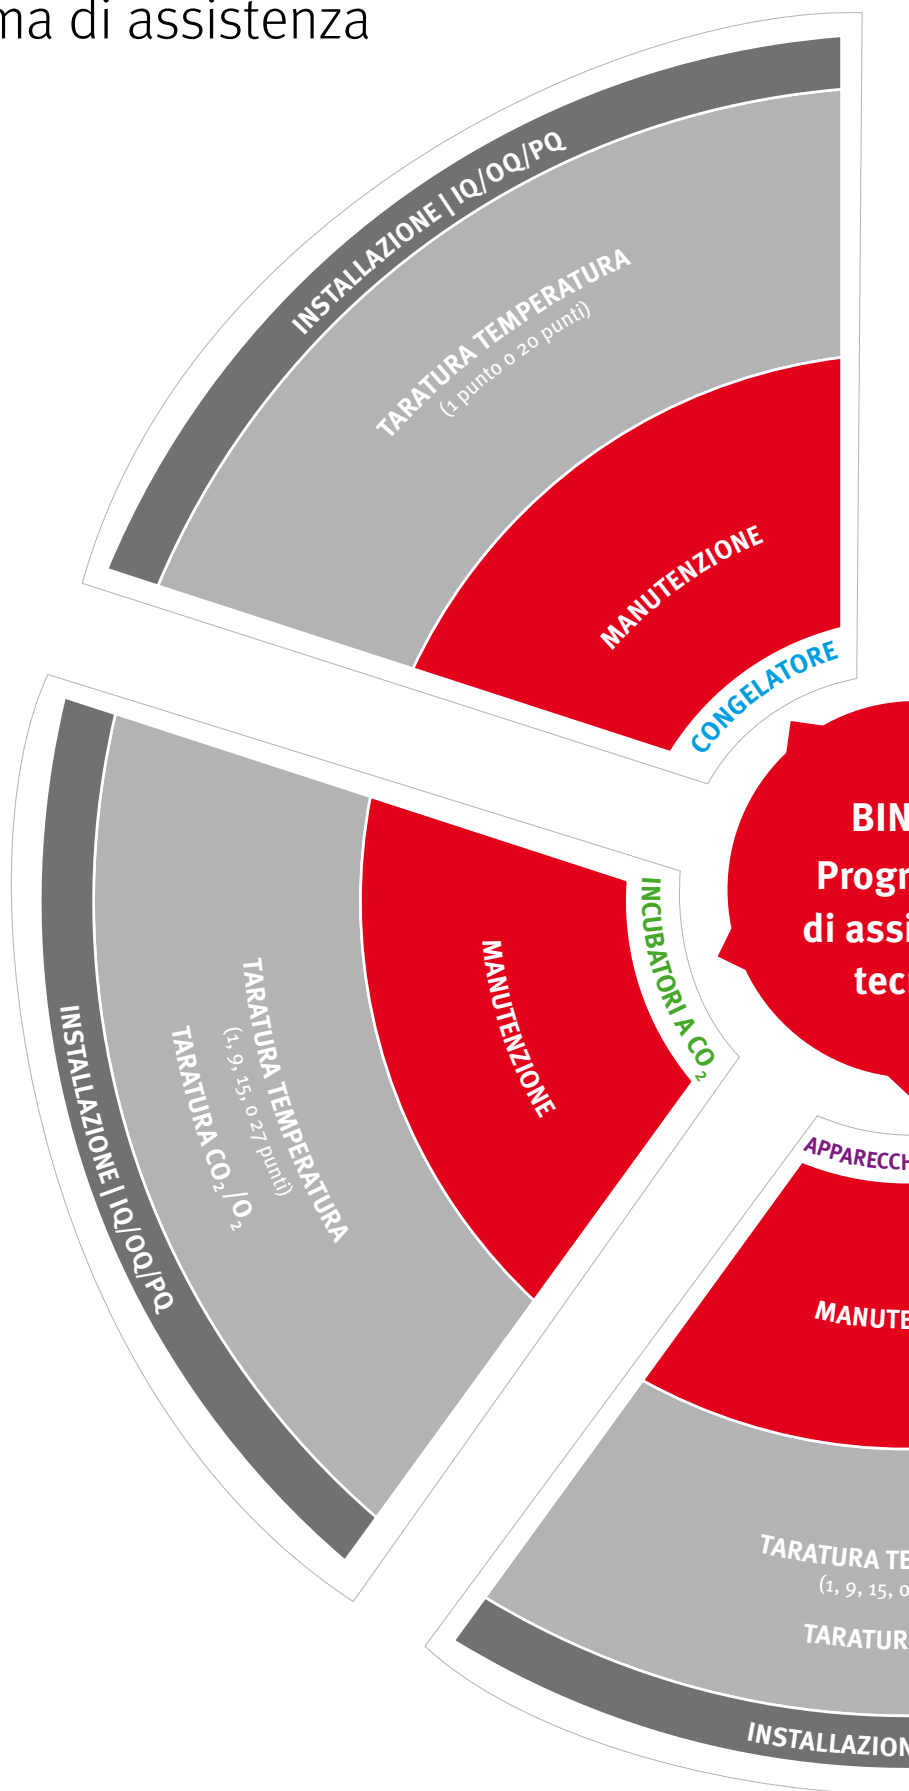 ma di assistenza
INSTALLAZIONE | IQ/OQ/PQ
TARATURA TEMPERATURA
(1 punto o 20 punti)
MANUTENZIONE
CONGELATORE
INSTALLAZIONE | IQ/OQ/PQ
TARATURA CO₂/O₂
TARATURA TEMPERATURA
(1, 9, 15, o 27 punti)
MANUTENZIONE
INCUBATORI A CO₂
BIN
Progr
di assi
tec
APPARECCH
MANUTE
TARATURA TE
(1, 9, 15, o
TARATUR
INSTALLAZION